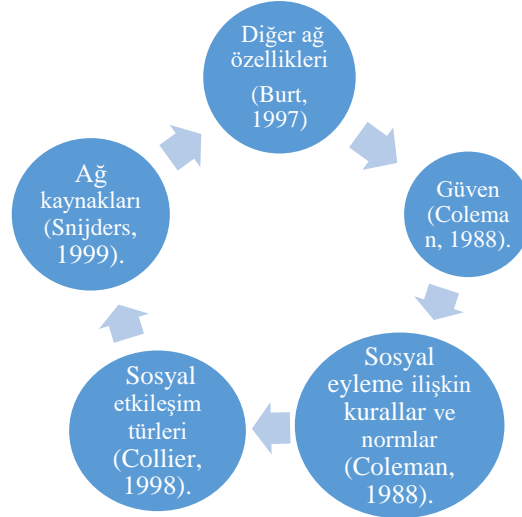 Diğer ağ
özellikleri
(Burt,
1997)
Güven
(Colema
n, 1988).
Sosyal
eyleme ilişkin
kurallar ve
normlar
(Coleman,
1988).
Sosyal
etkileşim
türleri
(Collier,
1998).
Ağ
kaynakları
(Snijders,
1999).